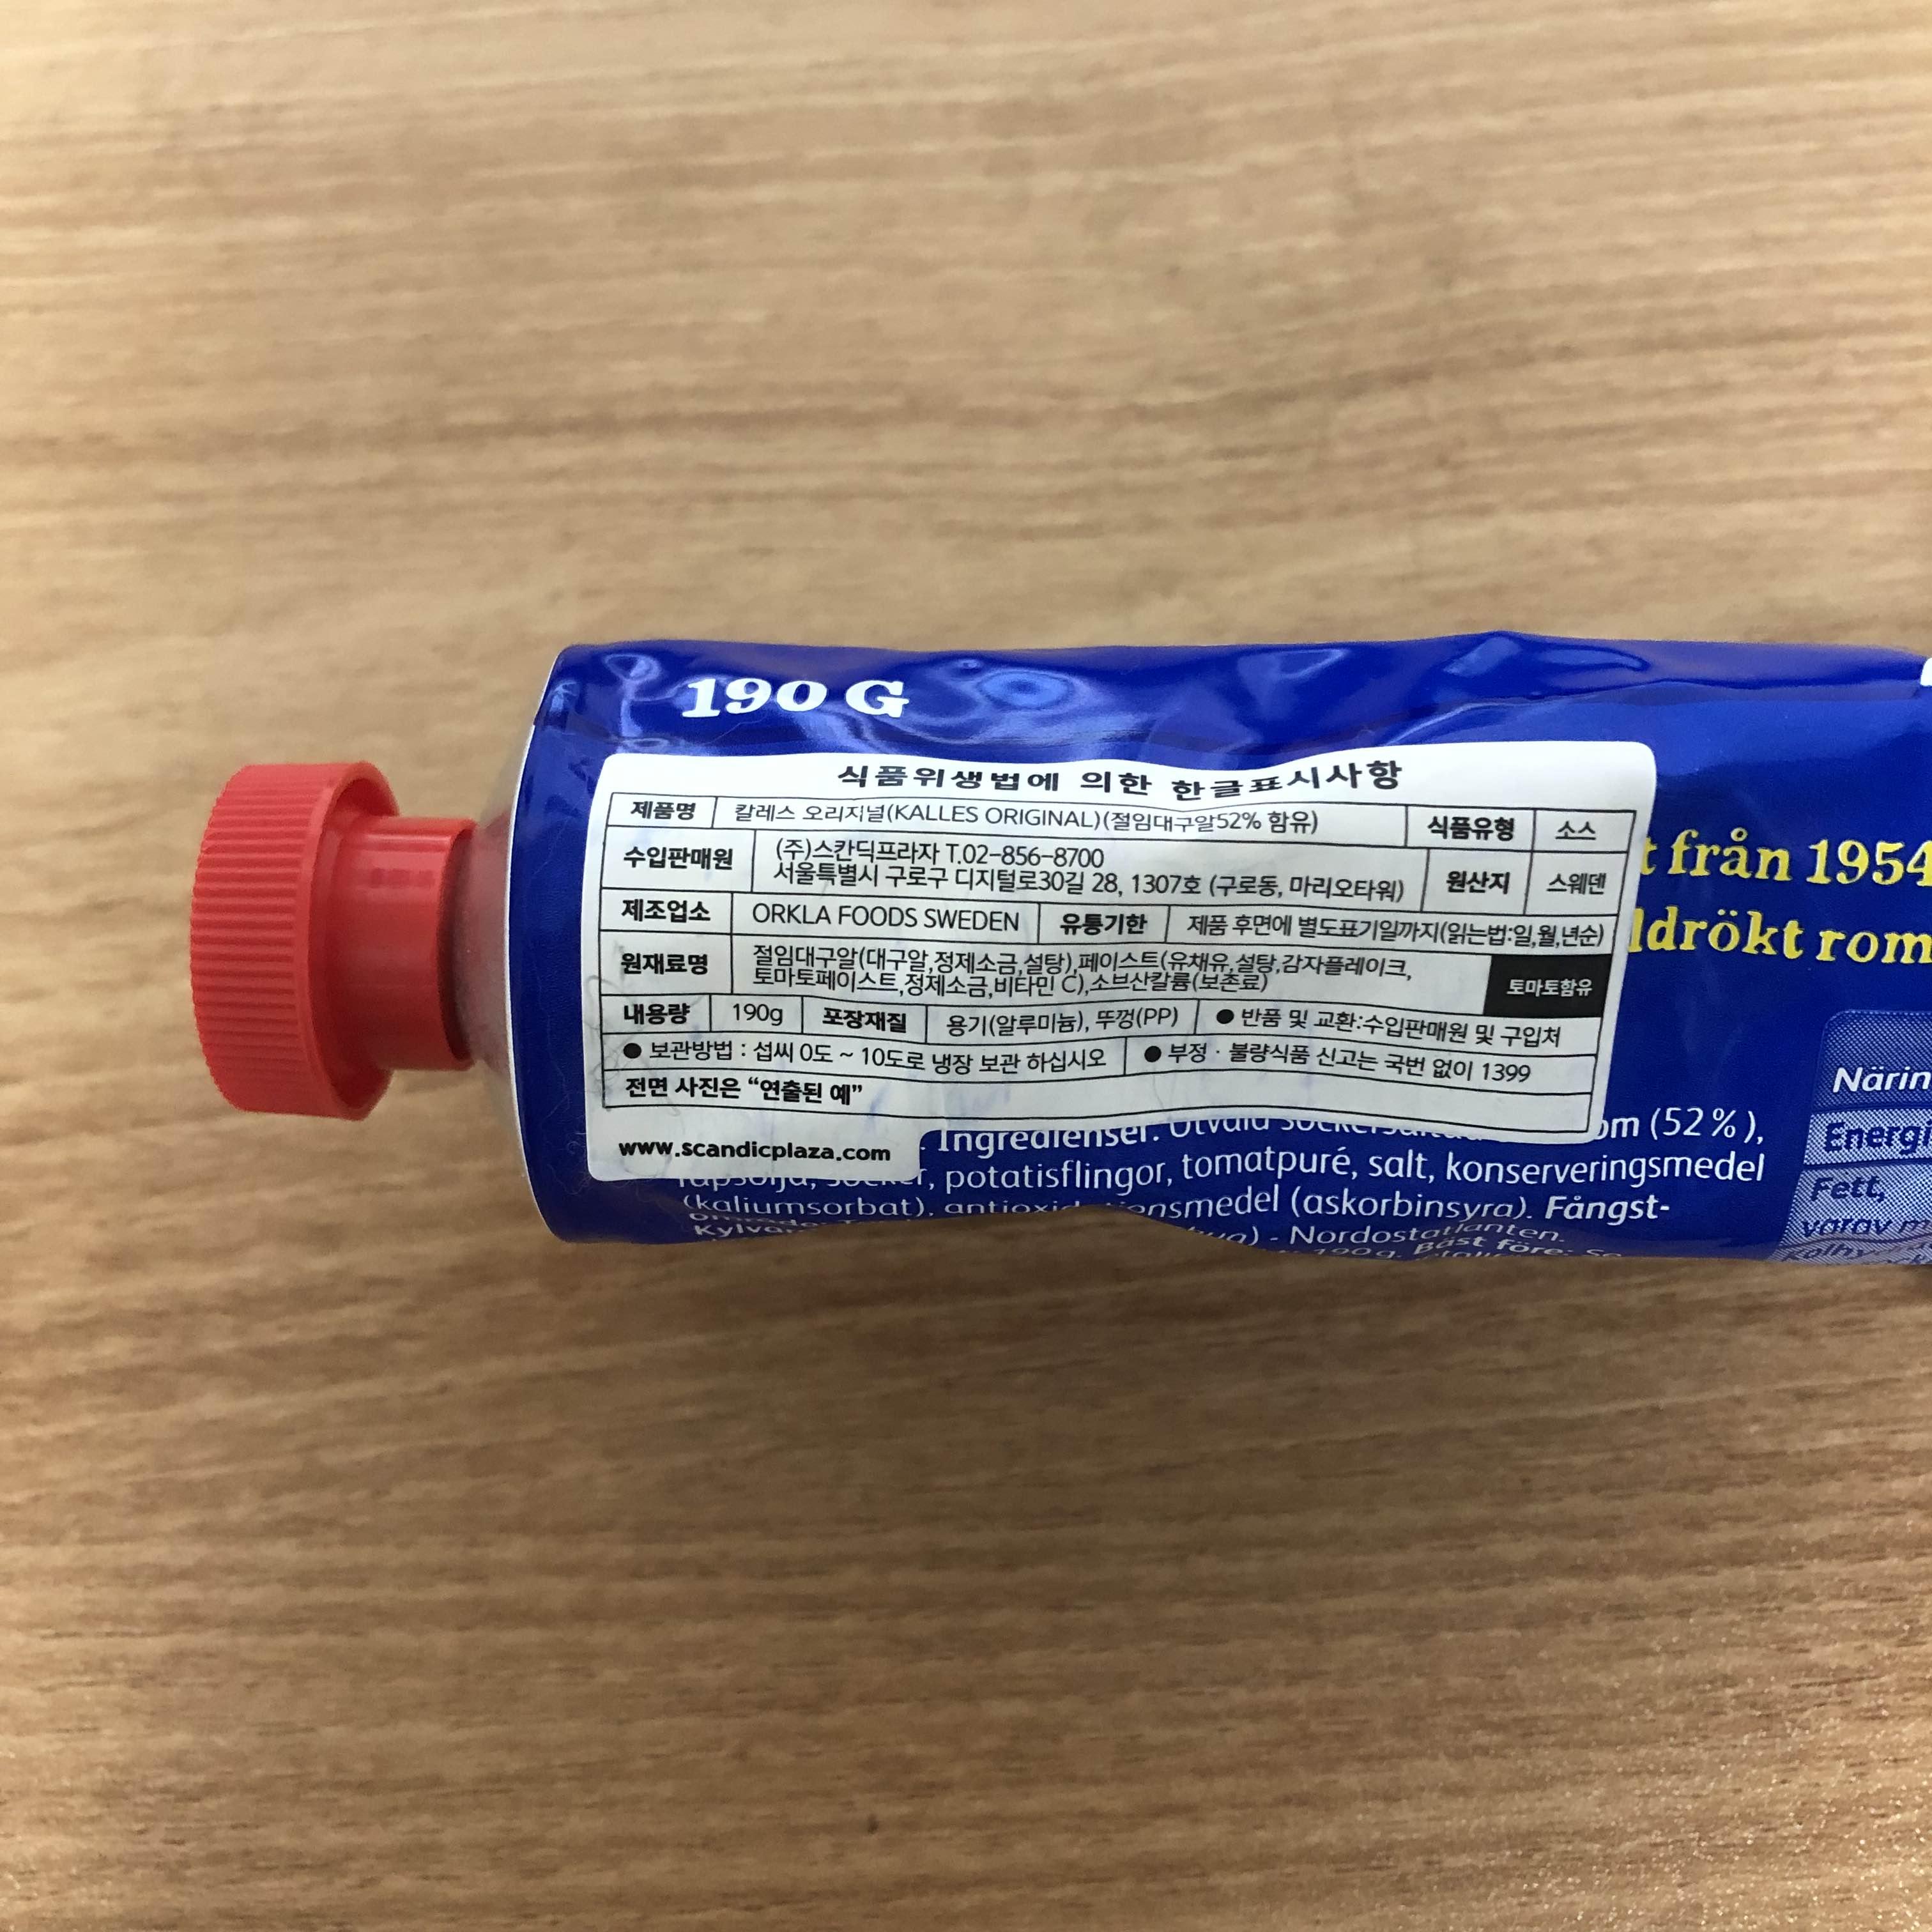 190 G
식품위생법에 의한 한글표시사항
제품명 칼레스 오리지널(KALLES ORIGINAL)(절임대구알52% 함유) 식품유형 소스
수입판매원 (주)스칸딕프라자 T.02-856-8700
서울특별시 구로구 디지털로30길 28, 1307호 (구로동, 마리오타워) 원산지 스웨덴
제조업소 ORKLA FOODS SWEDEN 유통기한 제품 후면에 별도표기일까지(읽는법:일,월,년순)
원재료명 절임대구알(대구알,정제소금,설탕),페이스트(유채유,설탕,감자플레이크,
토마토페이스트,정제소금,비타민 C),소브산칼륨(보존료) 토마토함유
내용량 190g 포장재질 용기(알루미늄), 뚜껑(PP) ● 반품 및 교환:수입판매원 및 구입처
● 보관방법 : 섭씨 0도 ~ 10도로 냉장 보관 하십시오 ● 부정 · 불량식품 신고는 국번 없이 1399
전면 사진은 “연출된 예”
www.scandicplaza.com
t från 1954
ldrökt rom
Ingredienser: Utvald om (52%),
potatisflingor, tomatpuré, salt, konserveringsmedel
(kaliumsorbat), antioxid onsmedel (askorbinsyra). Fångst-
- Nordostatlanten.
190g. Bäst före:
Närin
Energi
Fett,
varav m
Kolhy